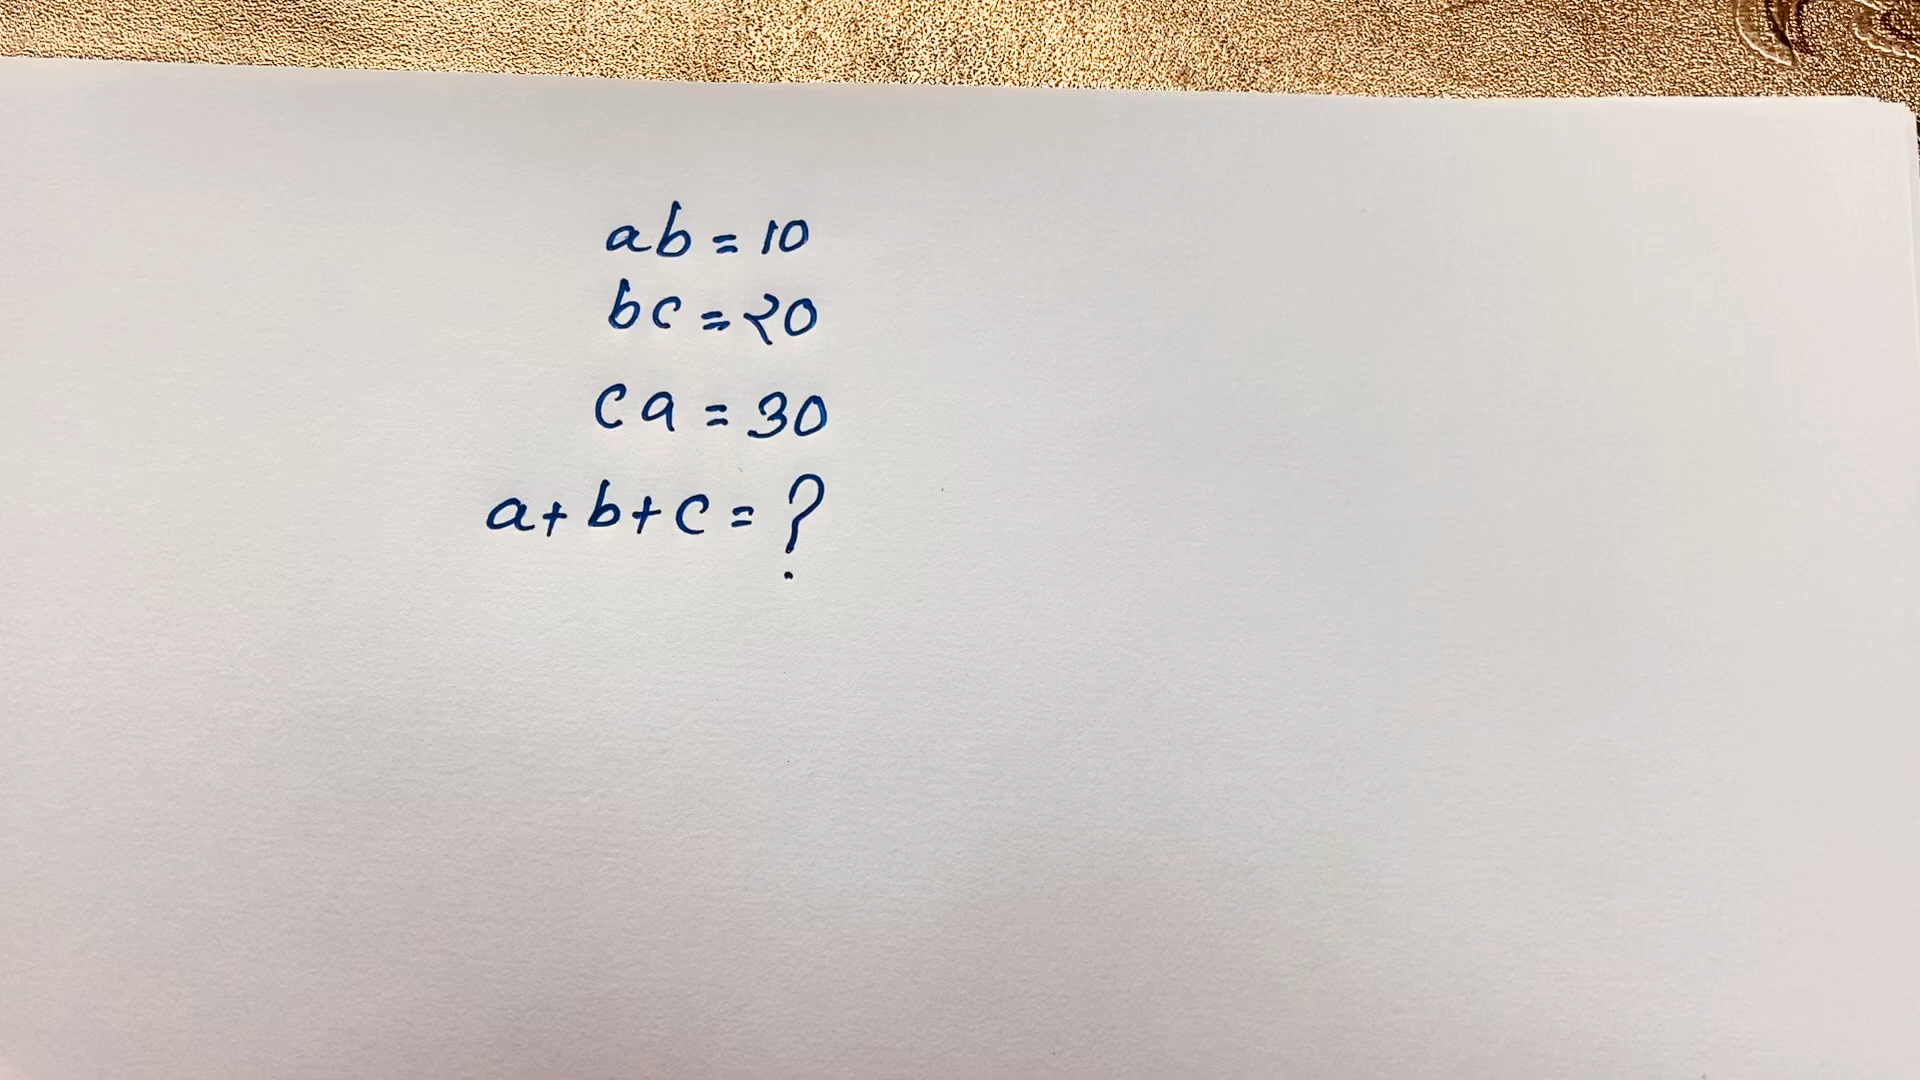 ab = 10
bc = 20
ca = 30
a + b + c = ?